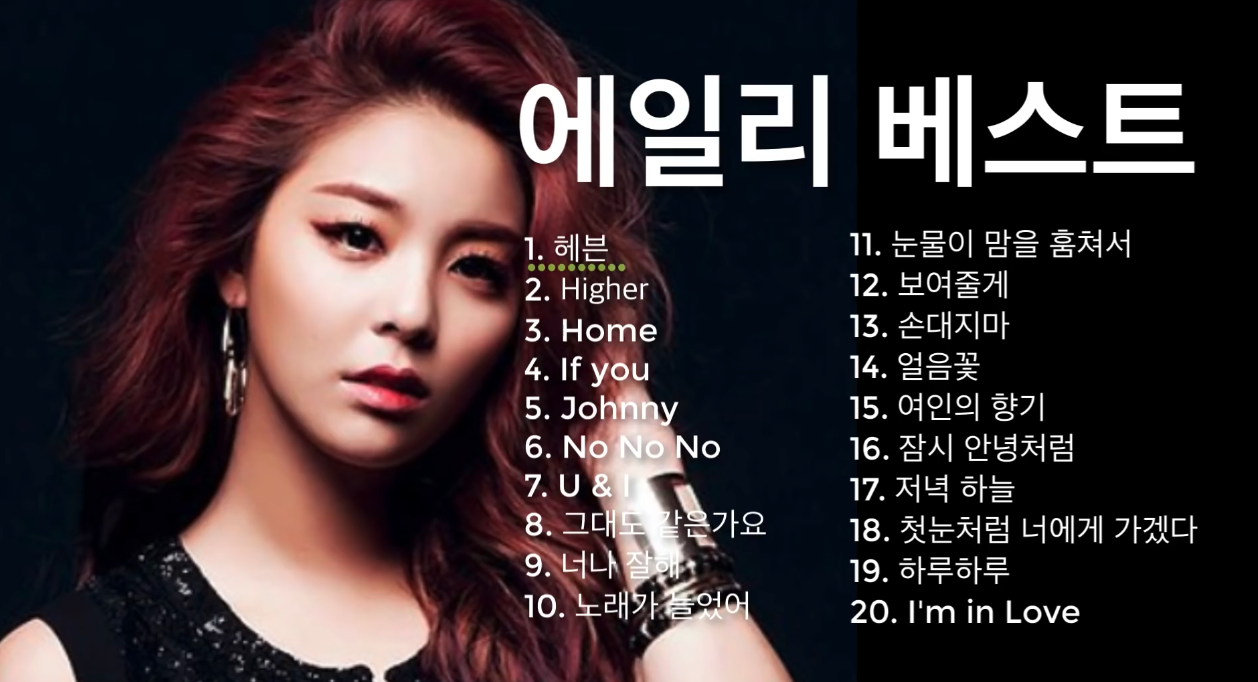 에일리 베스트
1. 헤븐
2. Higher
3. Home
4. If you
5. Johnny
6. No No No
7. U & I
8. 그대도 같은가요
9. 너나 잘해
10. 노래가 늘었어
11. 눈물이 맘을 훔쳐서
12. 보여줄게
13. 손대지마
14. 얼음꽃
15. 여인의 향기
16. 잠시 안녕처럼
17. 저녁 하늘
18. 첫눈처럼 너에게 가겠다
19. 하루하루
20. I'm in Love